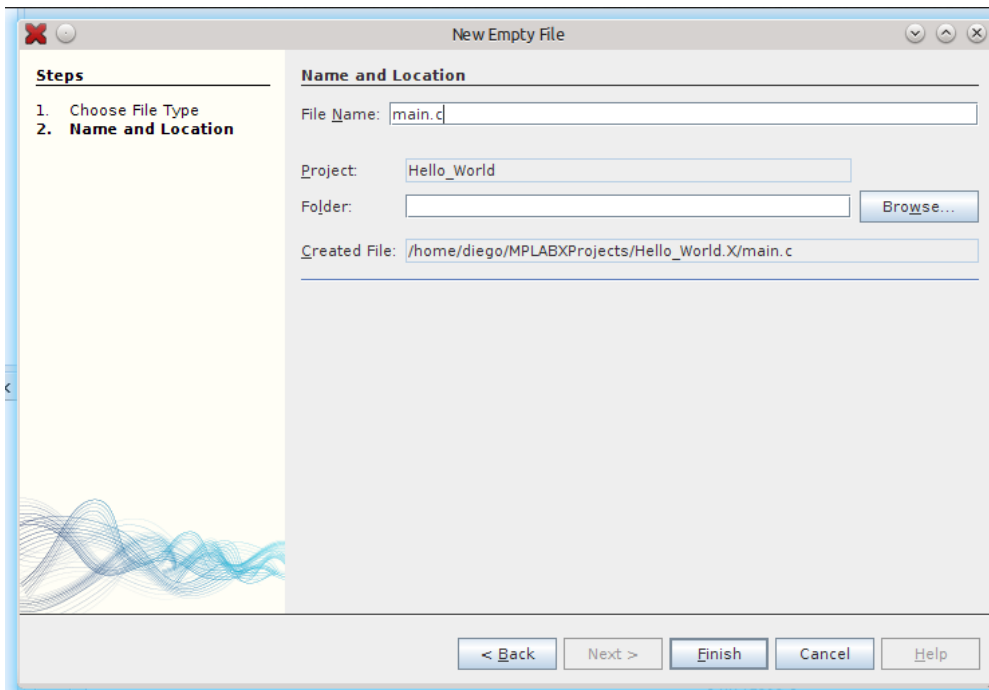 New Empty File
Steps
1. Choose File Type
2. Name and Location
Name and Location
File Name: main.c
Project: Hello_World
Folder: Browse...
Created File: /home/diego/MPLABXProjects/Hello_World.X/main.c
< Back Next > Finish Cancel Help